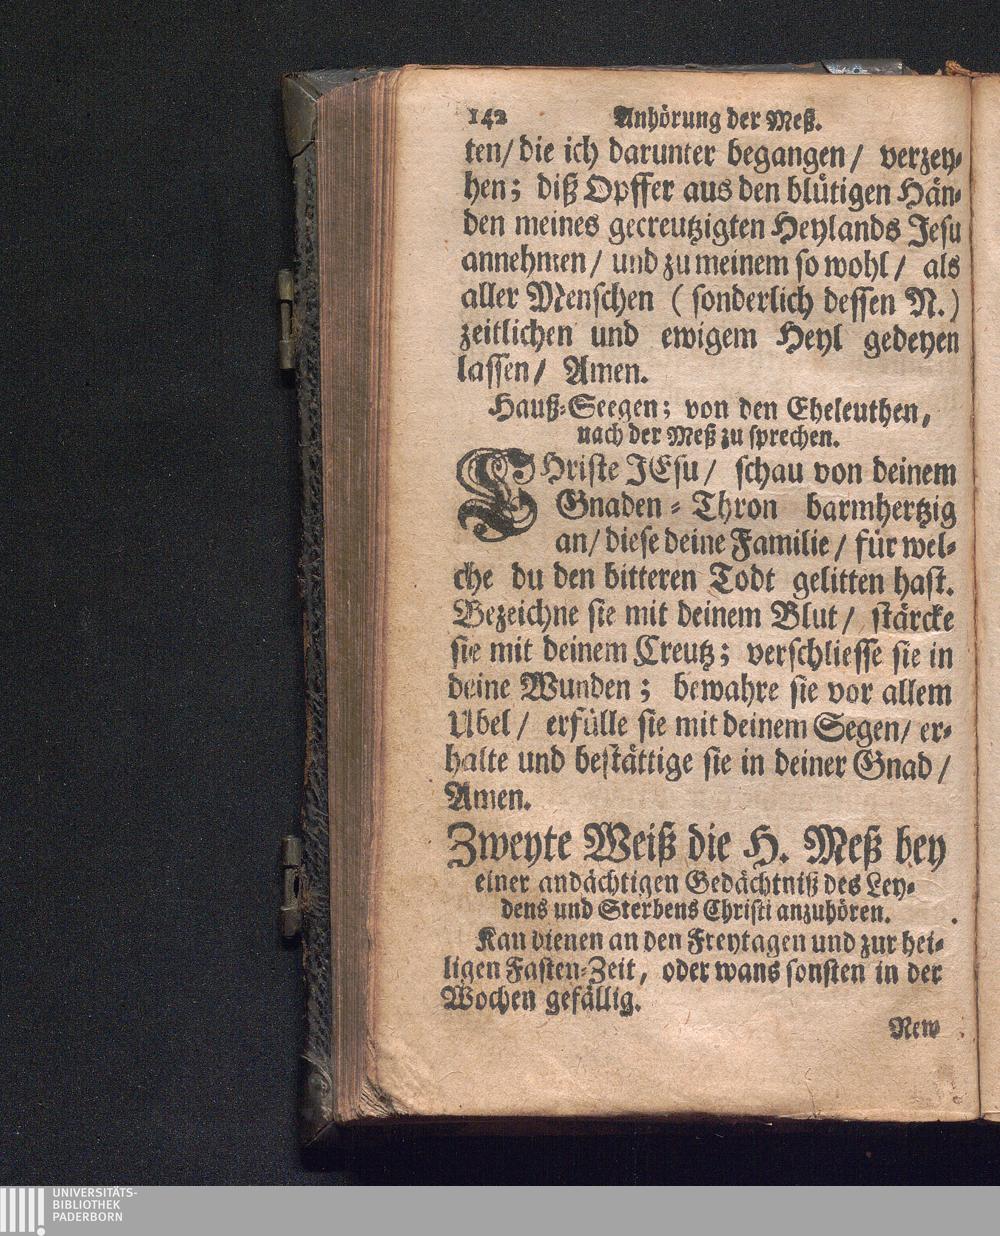 142 Anhörung der Meß.
ten/ die ich darunter begangen/ verzey-
hen; diß Opffer aus den blütigen Hän-
den meines gecreutzigten Heylands Jesu
annehmen/ und zu meinem so wohl/ als
aller Menschen (sonderlich dessen N.)
zeitlichen und ewigem Heyl gedeyen
lassen/ Amen.
Hauß-Seegen; von den Eheleuthen,
nach der Meß zu sprechen.
CHriste JEsu/ schau von deinem
Gnaden-Thron barmhertzig
an/ diese deine Familie/ für wel-
che du den bitteren Todt gelitten hast.
Bezeichne sie mit deinem Blut/ stärcke
sie mit deinem Creutz; verschliesse sie in
deine Wunden; bewahre sie vor allem
Ubel/ erfülle sie mit deinem Segen/ er-
halte und bestättige sie in deiner Gnad/
Amen.
Zweyte Weiß die H. Meß bey
einer andächtigen Gedächtniß des Ley-
dens und Sterbens Christi anzuhören.
Kan dienen an den Freytagen und zur hei-
ligen Fasten-Zeit, oder wans sonsten in der
Wochen gefällig.
New
UNIVERSITÄTS-
BIBLIOTHEK
PADERBORN